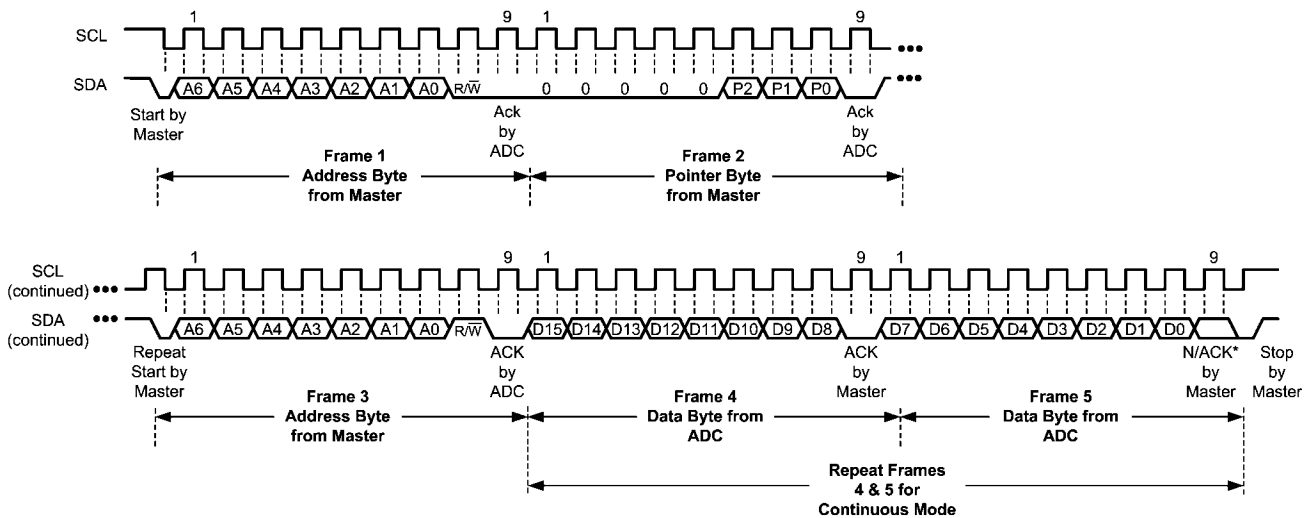 1 9 1 9
SCL
SDA
A6 A5 A4 A3 A2 A1 A0 R/W̅ 0 0 0 0 0 P2 P1 P0
Start by
Master
Ack
by
ADC
Ack
by
ADC
Frame 1
Address Byte
from Master
Frame 2
Pointer Byte
from Master
1 9 1 9 1 9
SCL
(continued)
SDA
(continued)
A6 A5 A4 A3 A2 A1 A0 R/W̅ D15 D14 D13 D12 D11 D10 D9 D8 D7 D6 D5 D4 D3 D2 D1 D0
Repeat
Start by
Master
ACK
by
ADC
ACK
by
Master
N/ACK*
by
Master
Stop
by
Master
Frame 3
Address Byte
from Master
Frame 4
Data Byte from
ADC
Frame 5
Data Byte from
ADC
Repeat Frames
4 & 5 for
Continuous Mode